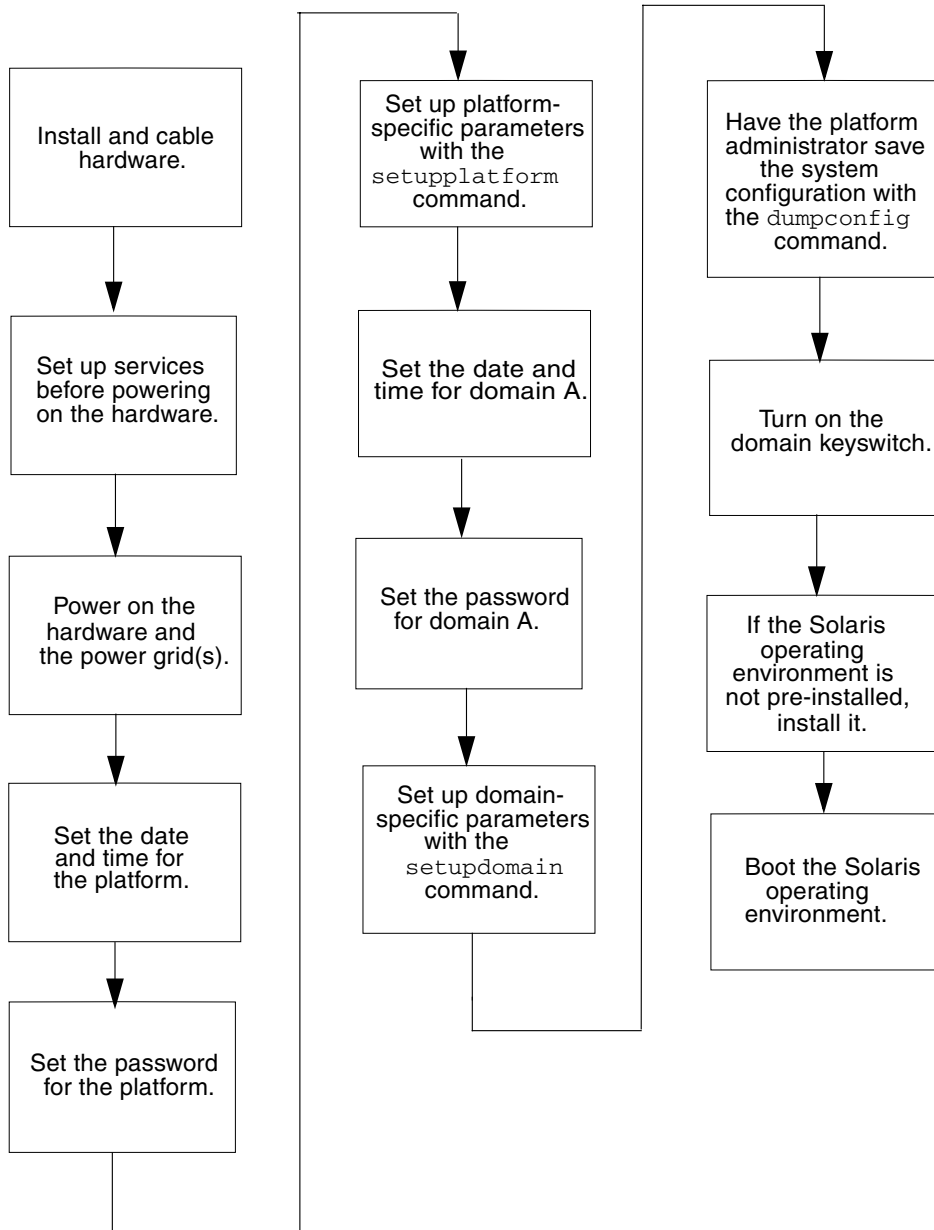 Install and cable
hardware.
Set up services
before powering
on the hardware.
Power on the
hardware and
the power grid(s).
Set the date
and time for
the platform.
Set the password
for the platform.
Set up platform-
specific parameters
with the
setupplatform
command.
Set the date and
time for domain A.
Set the password
for domain A.
Set up domain-
specific parameters
with the
setupdomain
command.
Have the platform
administrator save
the system
configuration with
the dumpconfig
command.
Turn on the
domain keyswitch.
If the Solaris
operating
environment is
not pre-installed,
install it.
Boot the Solaris
operating
environment.